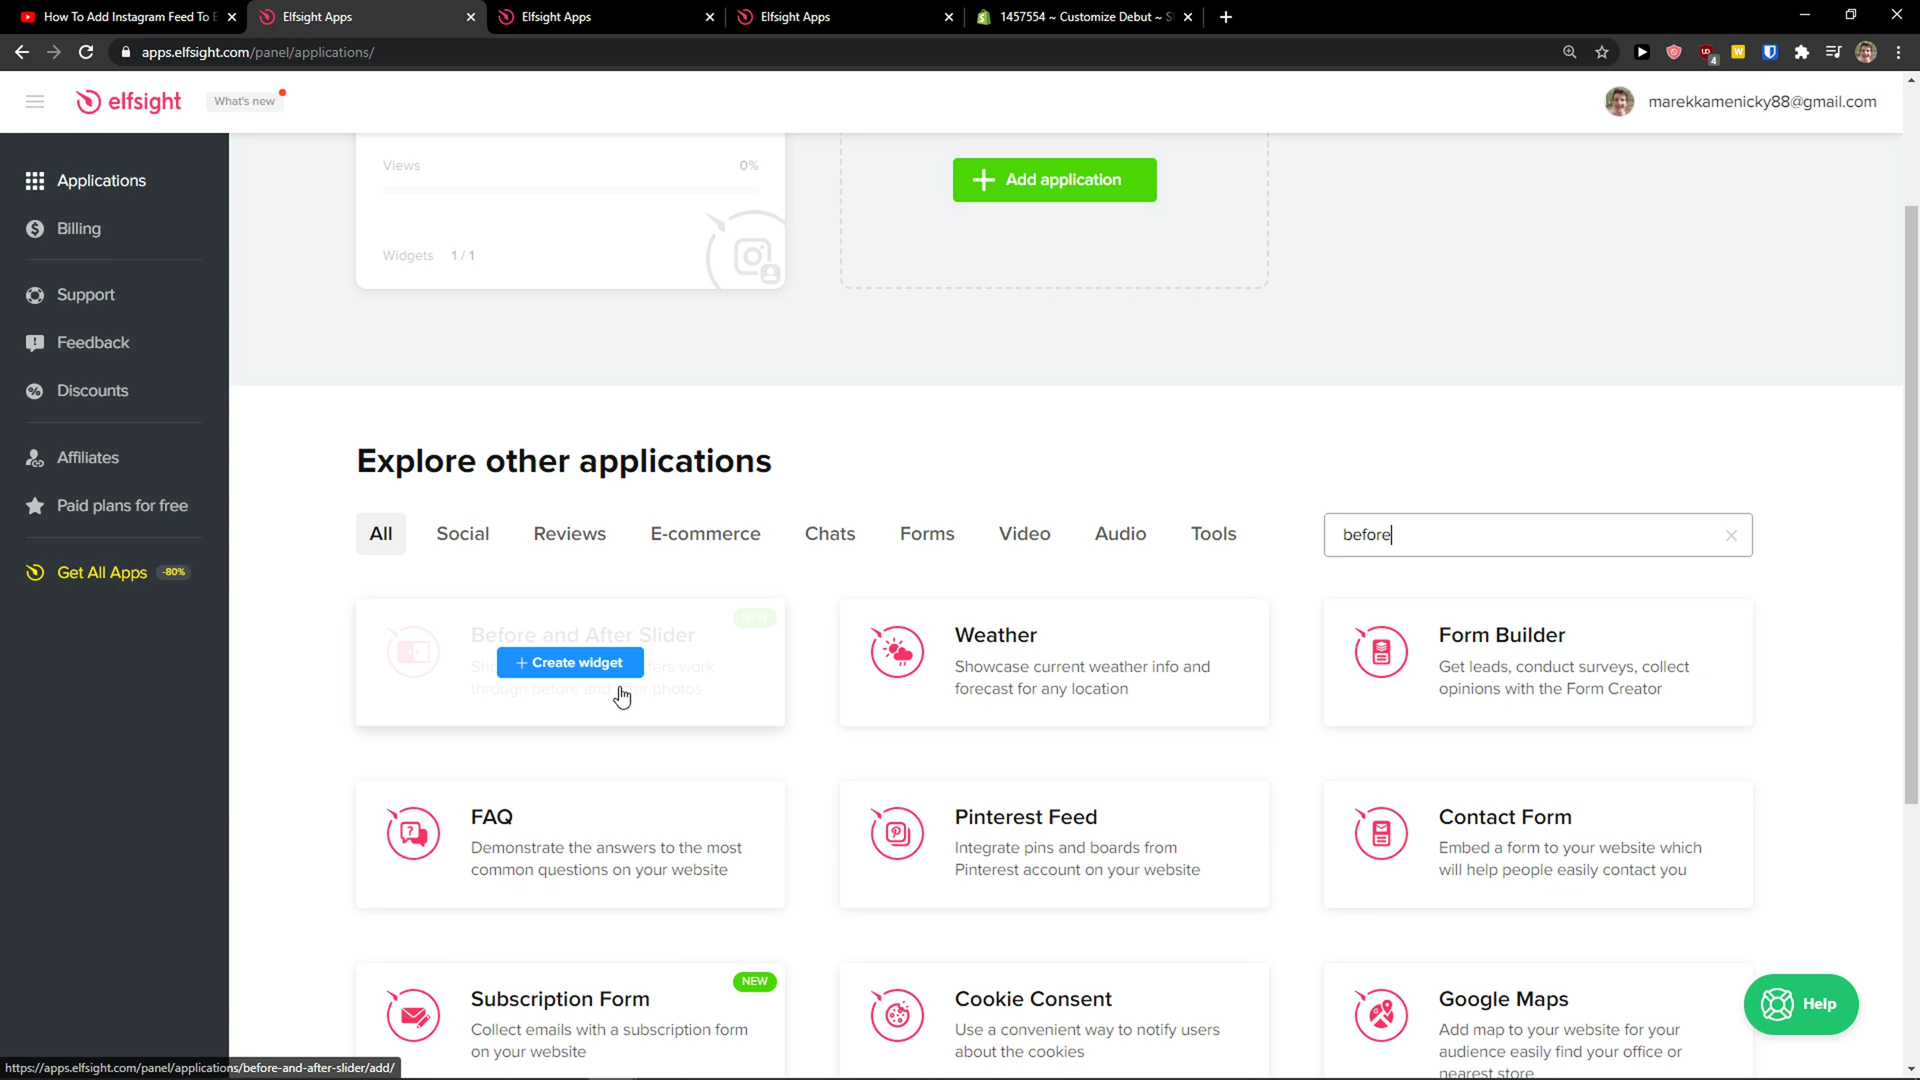 How To Add Instagram Feed To E
Elfsight Apps
Elfsight Apps
Elfsight Apps
1457554 ~ Customize Debut ~ S
apps.elfsight.com/panel/applications/
4
elfsight
What's new
marekkamenicky88@gmail.com
Applications
Billing
Support
Feedback
Discounts
Affiliates
Paid plans for free
Get All Apps -80%
Views 0%
Widgets 1 / 1
Add application
Explore other applications
All Social Reviews E-commerce Chats Forms Video Audio Tools
before
NEW
Before and After Slider
+ Create widget
through before and after photos
Weather
Showcase current weather info and
forecast for any location
Form Builder
Get leads, conduct surveys, collect
opinions with the Form Creator
FAQ
Demonstrate the answers to the most
common questions on your website
Pinterest Feed
Integrate pins and boards from
Pinterest account on your website
Contact Form
Embed a form to your website which
will help people easily contact you
NEW
Subscription Form
Collect emails with a subscription form
on your website
Cookie Consent
Use a convenient way to notify users
about the cookies
Google Maps
Add map to your website for your
audience easily find your office or
nearest store
Help
https://apps.elfsight.com/panel/applications/before-and-after-slider/add/